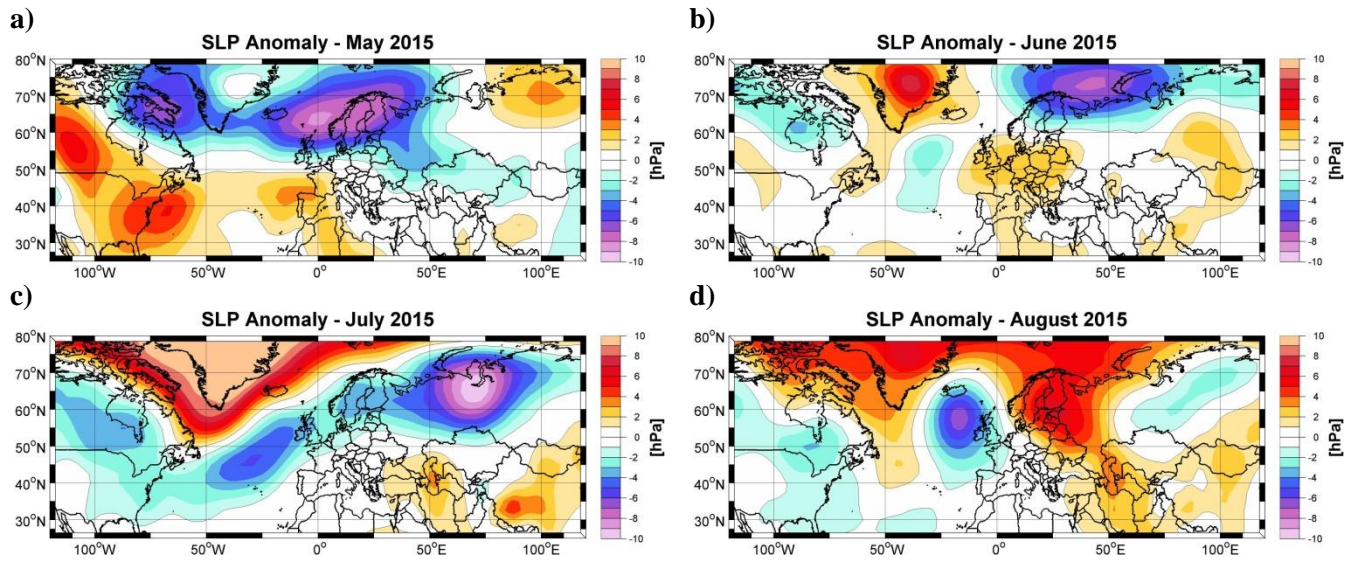 a)
SLP Anomaly - May 2015
80°N
70°N
60°N
50°N
40°N
30°N
100°W
50°W
0°
50°E
100°E
10
8
6
4
2
0
-2
-4
-6
-8
-10
[hPa]
b)
SLP Anomaly - June 2015
80°N
70°N
60°N
50°N
40°N
30°N
100°W
50°W
0°
50°E
100°E
10
8
6
4
2
0
-2
-4
-6
-8
-10
[hPa]
c)
SLP Anomaly - July 2015
80°N
70°N
60°N
50°N
40°N
30°N
100°W
50°W
0°
50°E
100°E
10
8
6
4
2
0
-2
-4
-6
-8
-10
[hPa]
d)
SLP Anomaly - August 2015
80°N
70°N
60°N
50°N
40°N
30°N
100°W
50°W
0°
50°E
100°E
10
8
6
4
2
0
-2
-4
-6
-8
-10
[hPa]